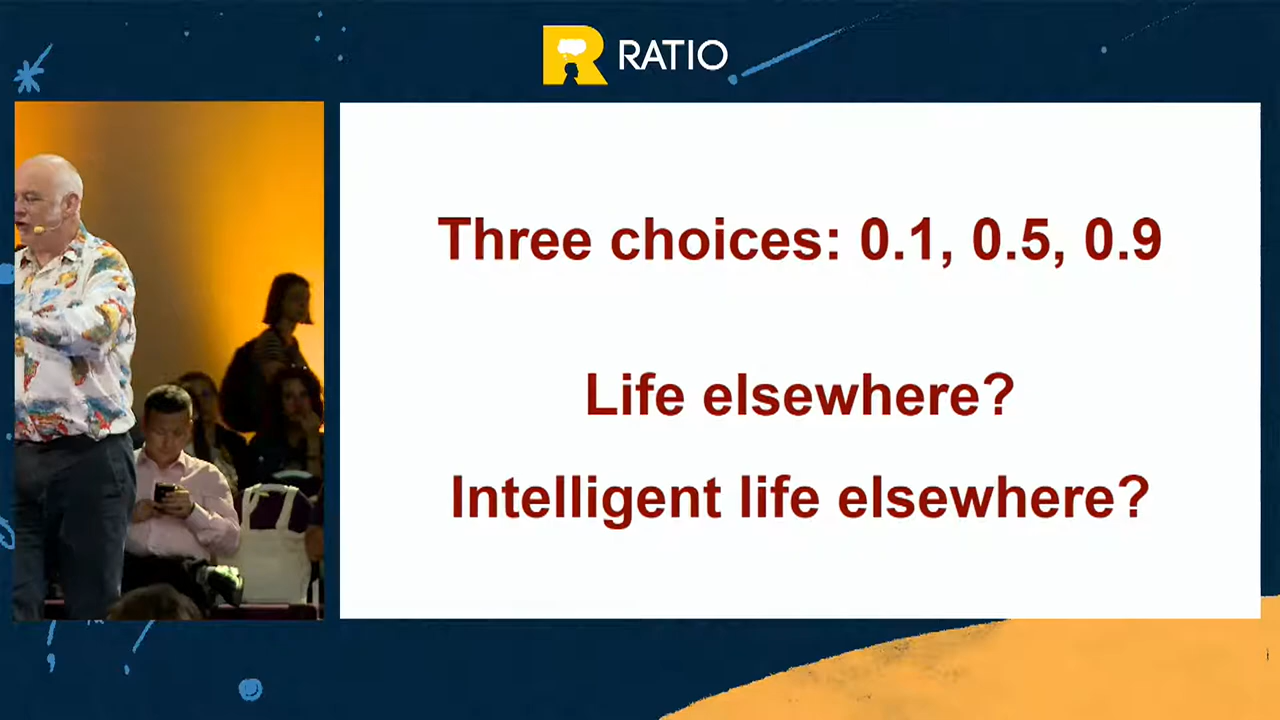 RATIO
Three choices: 0.1, 0.5, 0.9
Life elsewhere?
Intelligent life elsewhere?